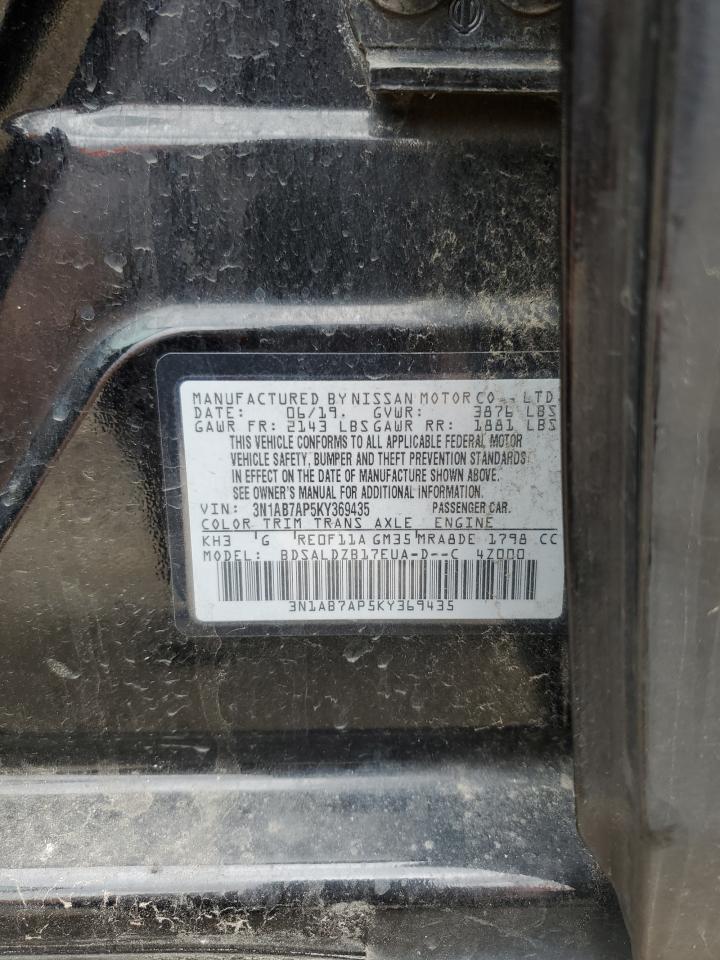 MANUFACTURED BY NISSAN MOTOR CO., LTD.
DATE: 06/19. GVWR: 3876 LBS
GAWR FR: 2143 LBS GAWR RR: 1881 LBS
THIS VEHICLE CONFORMS TO ALL APPLICABLE FEDERAL MOTOR
VEHICLE SAFETY, BUMPER AND THEFT PREVENTION STANDARDS
IN EFFECT ON THE DATE OF MANUFACTURE SHOWN ABOVE.
SEE OWNER'S MANUAL FOR ADDITIONAL INFORMATION.
VIN: 3N1AB7AP5KY369435 PASSENGER CAR.
COLOR TRIM TRANS AXLE ENGINE
KH3 G RE0F11A GM35 MRA8DE 1798 CC
MODEL: BDSALDZB17EUA-D--C 4Z000
3N1AB7AP5KY369435